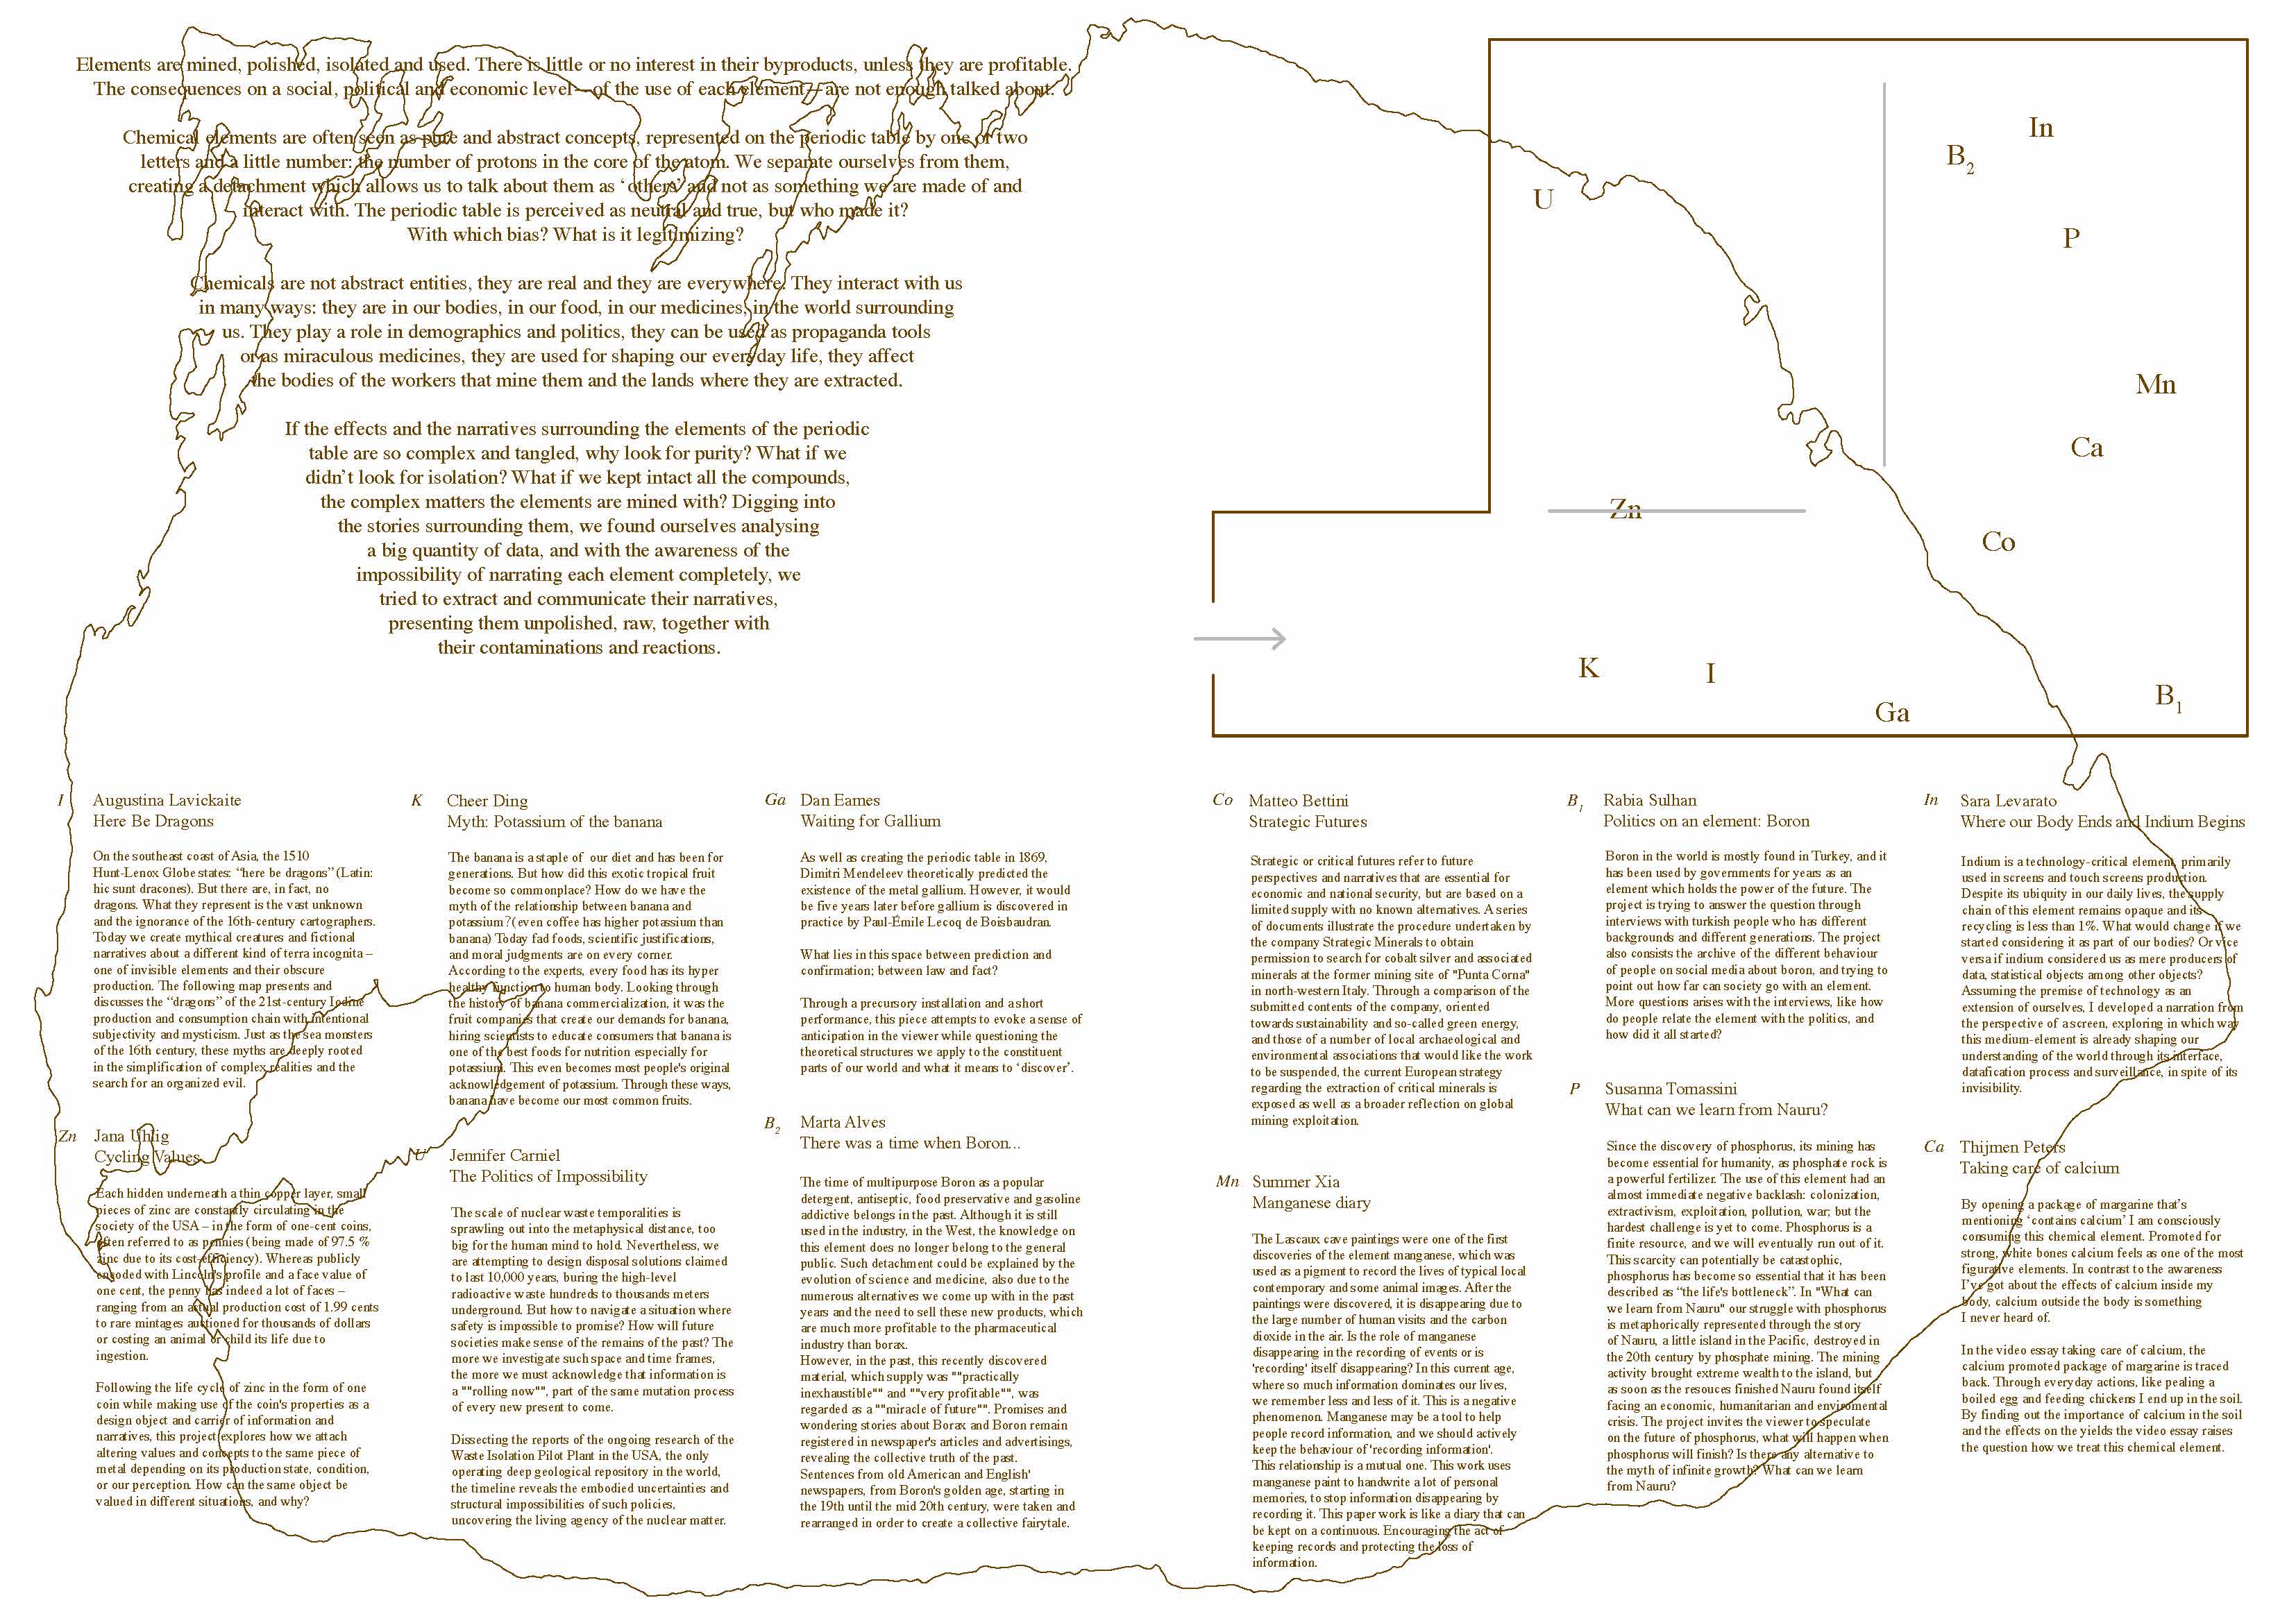 Elements are mined, polished, isolated and used. There is little or no interest in their byproducts, unless they are profitable.
The consequences on a social, political and economic level—of the use of each element—are not enough talked about.
Chemical elements are often seen as pure and abstract concepts, represented on the periodic table by one or two
letters and a little number: the number of protons in the core of the atom. We separate ourselves from them,
creating a detachment which allows us to talk about them as ‘others’ and not as something we are made of and
interact with. The periodic table is perceived as neutral and true, but who made it?
With which bias? What is it legitimizing?
Chemicals are not abstract entities, they are real and they are everywhere. They interact with us
in many ways: they are in our bodies, in our food, in our medicines, in the world surrounding
us. They play a role in demographics and politics, they can be used as propaganda tools
or as miraculous medicines, they are used for shaping our everyday life, they affect
the bodies of the workers that mine them and the lands where they are extracted.
If the effects and the narratives surrounding the elements of the periodic
table are so complex and tangled, why look for purity? What if we
didn’t look for isolation? What if we kept intact all the compounds,
the complex matters the elements are mined with? Digging into
the stories surrounding them, we found ourselves analysing
a big quantity of data, and with the awareness of the
impossibility of narrating each element completely, we
tried to extract and communicate their narratives,
presenting them unpolished, raw, together with
their contaminations and reactions.
In
B2
U
P
Mn
Ca
Zn
Co
K
I
B1
Ga
I Augustina Lavickaite
Here Be Dragons
On the southeast coast of Asia, the 1510
Hunt-Lenox Globe states: “here be dragons” (Latin:
hic sunt dracones). But there are, in fact, no
dragons. What they represent is the vast unknown
and the ignorance of the 16th-century cartographers.
Today we create mythical creatures and fictional
narratives about a different kind of terra incognita –
one of invisible elements and their obscure
production. The following map presents and
discusses the “dragons” of the 21st-century Iodine
production and consumption chain with intentional
subjectivity and mysticism. Just as the sea monsters
of the 16th century, these myths are deeply rooted
in the simplification of complex realities and the
search for an organized evil.
Zn Jana Uhlig
Cycling Values
Each hidden underneath a thin copper layer, small
pieces of zinc are constantly circulating in the
society of the USA – in the form of one-cent coins,
often referred to as pennies (being made of 97.5 %
zinc due to its cost-efficiency). Whereas publicly
encoded with Lincoln's profile and a face value of
one cent, the penny has indeed a lot of faces –
ranging from an actual production cost of 1.99 cents
to rare mintages auctioned for thousands of dollars
or costing an animal or child its life due to
ingestion.
Following the life cycle of zinc in the form of one
coin while making use of the coin's properties as a
design object and carrier of information and
narratives, this project explores how we attach
altering values and concepts to the same piece of
metal depending on its production state, condition,
or our perception. How can the same object be
valued in different situations, and why?
K Cheer Ding
Myth: Potassium of the banana
The banana is a staple of our diet and has been for
generations. But how did this exotic tropical fruit
become so commonplace? How do we have the
myth of the relationship between banana and
potassium?(even coffee has higher potassium than
banana) Today fad foods, scientific justifications,
and moral judgments are on every corner.
According to the experts, every food has its hyper
healthy function to human body. Looking through
the history of banana commercialization, it was the
fruit companies that create our demands for banana,
hiring scientists to educate consumers that banana is
one of the best foods for nutrition especially for
potassium. This even becomes most people's original
acknowledgement of potassium. Through these ways,
banana have become our most common fruits.
U Jennifer Carniel
The Politics of Impossibility
The scale of nuclear waste temporalities is
sprawling out into the metaphysical distance, too
big for the human mind to hold. Nevertheless, we
are attempting to design disposal solutions claimed
to last 10,000 years, buring the high-level
radioactive waste hundreds to thousands meters
underground. But how to navigate a situation where
safety is impossible to promise? How will future
societies make sense of the remains of the past? The
more we investigate such space and time frames,
the more we must acknowledge that information is
a ""rolling now"", part of the same mutation process
of every new present to come.
Dissecting the reports of the ongoing research of the
Waste Isolation Pilot Plant in the USA, the only
operating deep geological repository in the world,
the timeline reveals the embodied uncertainties and
structural impossibilities of such policies,
uncovering the living agency of the nuclear matter.
Ga Dan Eames
Waiting for Gallium
As well as creating the periodic table in 1869,
Dimitri Mendeleev theoretically predicted the
existence of the metal gallium. However, it would
be five years later before gallium is discovered in
practice by Paul-Émile Lecoq de Boisbaudran.
What lies in this space between prediction and
confirmation; between law and fact?
Through a precursory installation and a short
performance, this piece attempts to evoke a sense of
anticipation in the viewer while questioning the
theoretical structures we apply to the constituent
parts of our world and what it means to ‘discover’.
B2 Marta Alves
There was a time when Boron...
The time of multipurpose Boron as a popular
detergent, antiseptic, food preservative and gasoline
addictive belongs in the past. Although it is still
used in the industry, in the West, the knowledge on
this element does no longer belong to the general
public. Such detachment could be explained by the
evolution of science and medicine, also due to the
numerous alternatives we come up with in the past
years and the need to sell these new products, which
are much more profitable to the pharmaceutical
industry than borax.
However, in the past, this recently discovered
material, which supply was ""practically
inexhaustible"" and ""very profitable"", was
regarded as a ""miracle of future"". Promises and
wondering stories about Borax and Boron remain
registered in newspaper's articles and advertisings,
revealing the collective truth of the past.
Sentences from old American and English'
newspapers, from Boron's golden age, starting in
the 19th until the mid 20th century, were taken and
rearranged in order to create a collective fairytale.
Co Matteo Bettini
Strategic Futures
Strategic or critical futures refer to future
perspectives and narratives that are essential for
economic and national security, but are based on a
limited supply with no known alternatives. A series
of documents illustrate the procedure undertaken by
the company Strategic Minerals to obtain
permission to search for cobalt silver and associated
minerals at the former mining site of "Punta Corna"
in north-western Italy. Through a comparison of the
submitted contents of the company, oriented
towards sustainability and so-called green energy,
and those of a number of local archaeological and
environmental associations that would like the work
to be suspended, the current European strategy
regarding the extraction of critical minerals is
exposed as well as a broader reflection on global
mining exploitation.
Mn Summer Xia
Manganese diary
The Lascaux cave paintings were one of the first
discoveries of the element manganese, which was
used as a pigment to record the lives of typical local
contemporary and some animal images. After the
paintings were discovered, it is disappearing due to
the large number of human visits and the carbon
dioxide in the air. Is the role of manganese
disappearing in the recording of events or is
'recording' itself disappearing? In this current age,
where so much information dominates our lives,
we remember less and less of it. This is a negative
phenomenon. Manganese may be a tool to help
people record information, and we should actively
keep the behaviour of 'recording information'.
This relationship is a mutual one. This work uses
manganese paint to handwrite a lot of personal
memories, to stop information disappearing by
recording it. This paper work is like a diary that can
be kept on a continuous. Encouraging the act of
keeping records and protecting the loss of
information.
B1 Rabia Sulhan
Politics on an element: Boron
Boron in the world is mostly found in Turkey, and it
has been used by governments for years as an
element which holds the power of the future. The
project is trying to answer the question through
interviews with turkish people who has different
backgrounds and different generations. The project
also consists the archive of the different behaviour
of people on social media about boron, and trying to
point out how far can society go with an element.
More questions arises with the interviews, like how
do people relate the element with the politics, and
how did it all started?
P Susanna Tomassini
What can we learn from Nauru?
Since the discovery of phosphorus, its mining has
become essential for humanity, as phosphate rock is
a powerful fertilizer. The use of this element had an
almost immediate negative backlash: colonization,
extractivism, exploitation, pollution, war; but the
hardest challenge is yet to come. Phosphorus is a
finite resource, and we will eventually run out of it.
This scarcity can potentially be catastophic,
phosphorus has become so essential that it has been
described as “the life's bottleneck”. In "What can
we learn from Nauru" our struggle with phosphorus
is metaphorically represented through the story
of Nauru, a little island in the Pacific, destroyed in
the 20th century by phosphate mining. The mining
activity brought extreme wealth to the island, but
as soon as the resouces finished Nauru found itself
facing an economic, humanitarian and enviromental
crisis. The project invites the viewer to speculate
on the future of phosphorus, what will happen when
phosphorus will finish? Is there any alternative to
the myth of infinite growth? What can we learn
from Nauru?
In Sara Levarato
Where our Body Ends and Indium Begins
Indium is a technology-critical element, primarily
used in screens and touch screens production.
Despite its ubiquity in our daily lives, the supply
chain of this element remains opaque and its
recycling is less than 1%. What would change if we
started considering it as part of our bodies? Or vice
versa if indium considered us as mere producers of
data, statistical objects among other objects?
Assuming the premise of technology as an
extension of ourselves, I developed a narration from
the perspective of a screen, exploring in which way
this medium-element is already shaping our
understanding of the world through its interface,
datafication process and surveillance, in spite of its
invisibility.
Ca Thijmen Peters
Taking care of calcium
By opening a package of margarine that’s
mentioning ‘contains calcium’ I am consciously
consuming this chemical element. Promoted for
strong, white bones calcium feels as one of the most
figurative elements. In contrast to the awareness
I’ve got about the effects of calcium inside my
body, calcium outside the body is something
I never heard of.
In the video essay taking care of calcium, the
calcium promoted package of margarine is traced
back. Through everyday actions, like pealing a
boiled egg and feeding chickens I end up in the soil.
By finding out the importance of calcium in the soil
and the effects on the yields the video essay raises
the question how we treat this chemical element.